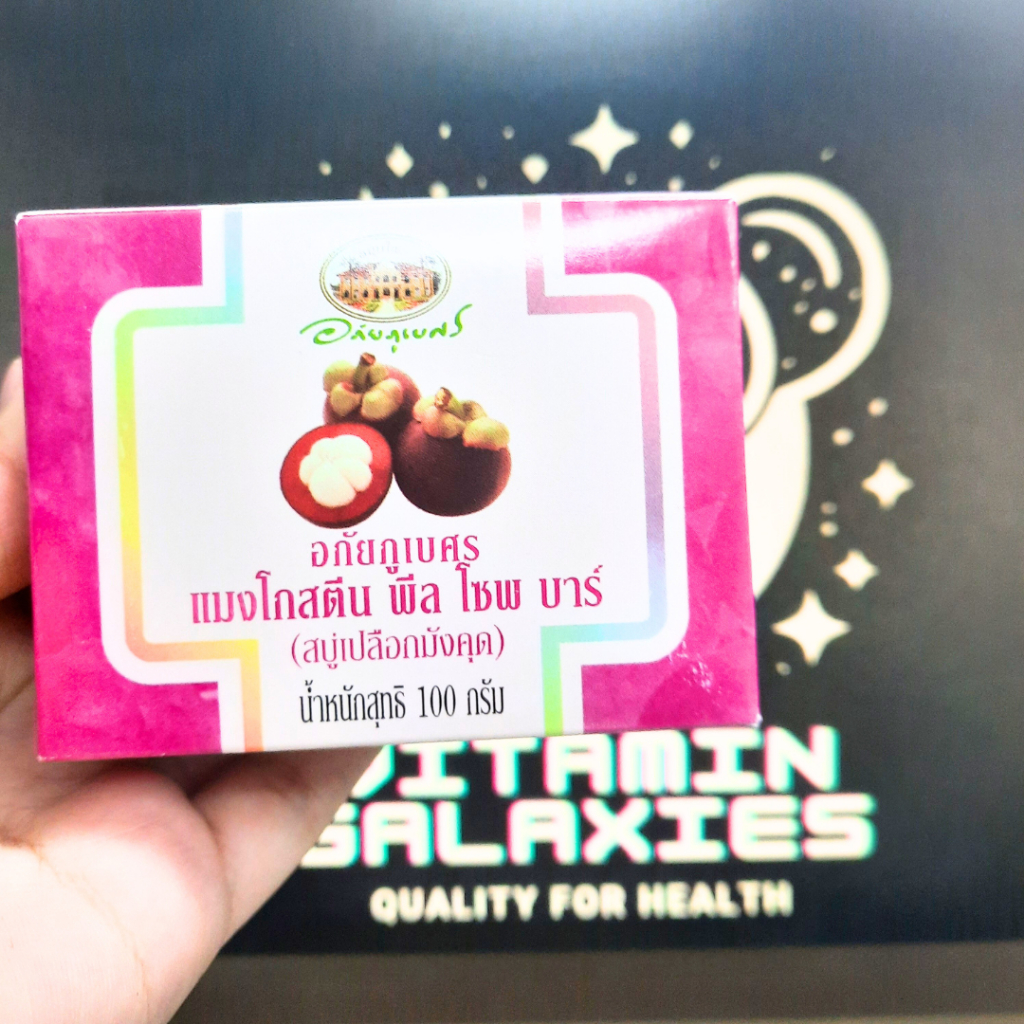 อภัยภูเบศร
อภัยภูเบศร
แมงโกสตีน พีล โซพ บาร์
(สบู่เปลือกมังคุด)
น้ำหนักสุทธิ 100 กรัม
VITAMIN
GALAXIES
QUALITY FOR HEALTH